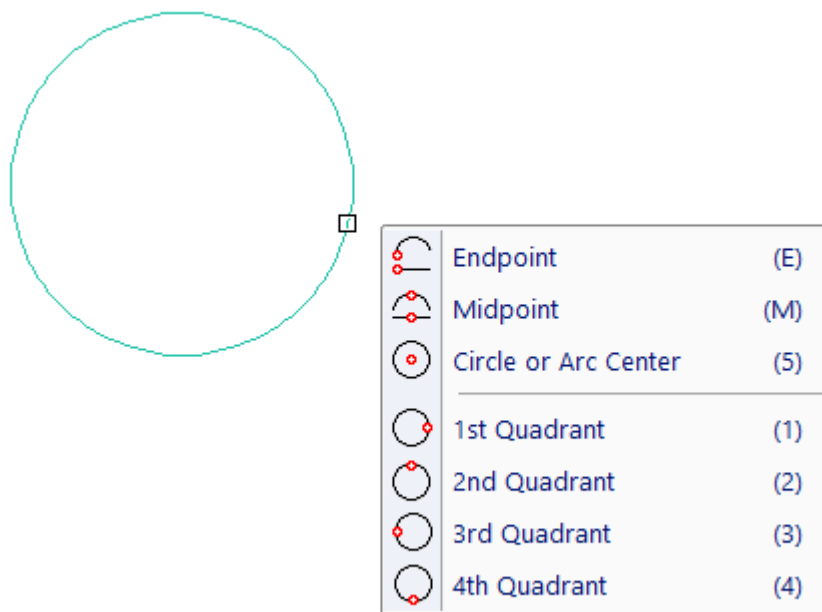 Endpoint (E)
Midpoint (M)
Circle or Arc Center (5)
1st Quadrant (1)
2nd Quadrant (2)
3rd Quadrant (3)
4th Quadrant (4)